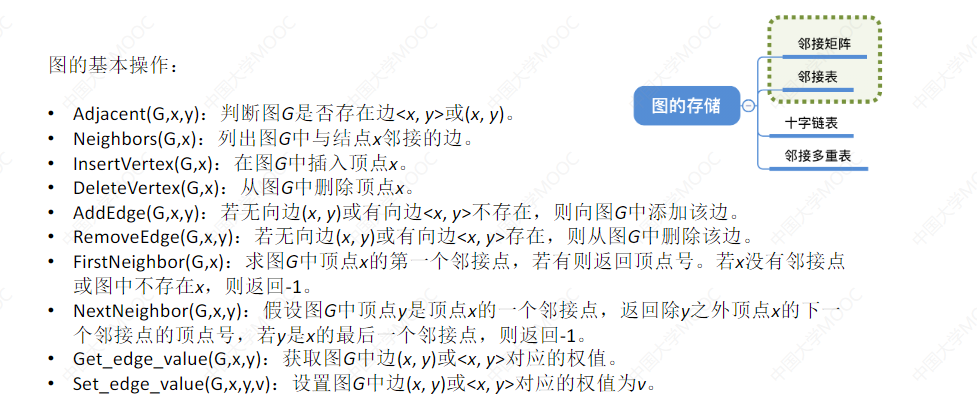 图的基本操作：
• Adjacent(G,x,y)：判断图G是否存在边<x, y>或(x, y)。
• Neighbors(G,x)：列出图G中与结点x邻接的边。
• InsertVertex(G,x)：在图G中插入顶点x。
• DeleteVertex(G,x)：从图G中删除顶点x。
• AddEdge(G,x,y)：若无向边(x, y)或有向边<x, y>不存在，则向图G中添加该边。
• RemoveEdge(G,x,y)：若无向边(x, y)或有向边<x, y>存在，则从图G中删除该边。
• FirstNeighbor(G,x)：求图G中顶点x的第一个邻接点，若有则返回顶点号。若x没有邻接点
或图中不存在x，则返回-1。
• NextNeighbor(G,x,y)：假设图G中顶点y是顶点x的一个邻接点，返回除y之外顶点x的下一
个邻接点的顶点号，若y是x的最后一个邻接点，则返回-1。
• Get_edge_value(G,x,y)：获取图G中边(x, y)或<x, y>对应的权值。
• Set_edge_value(G,x,y,v)：设置图G中边(x, y)或<x, y>对应的权值为v。
图的存储
邻接矩阵
邻接表
十字链表
邻接多重表
中国大学MOOC